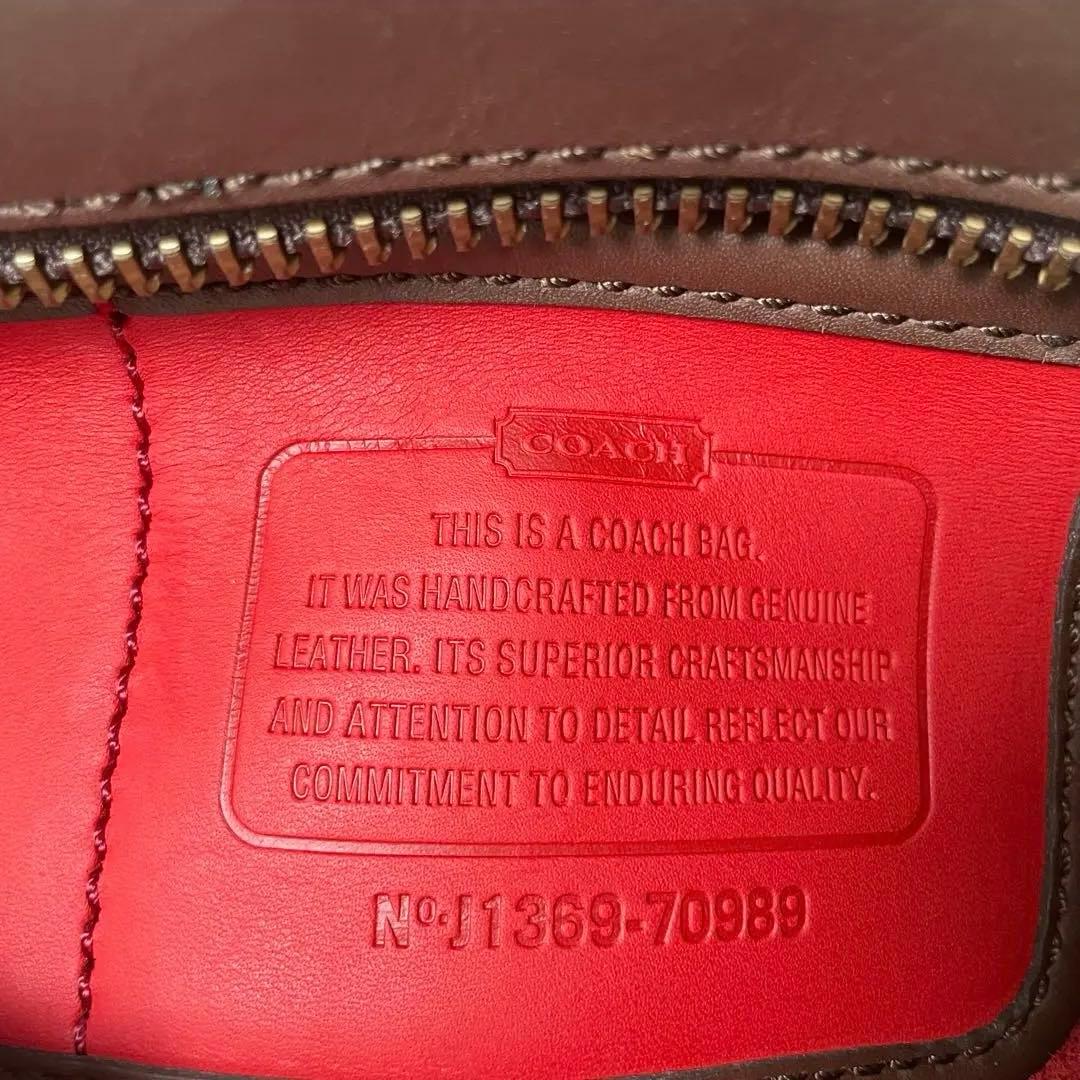 COACH
THIS IS A COACH BAG.
IT WAS HANDCRAFTED FROM GENUINE
LEATHER. ITS SUPERIOR CRAFTSMANSHIP
AND ATTENTION TO DETAIL REFLECT OUR
COMMITMENT TO ENDURING QUALITY.
Nº.J1369-70989